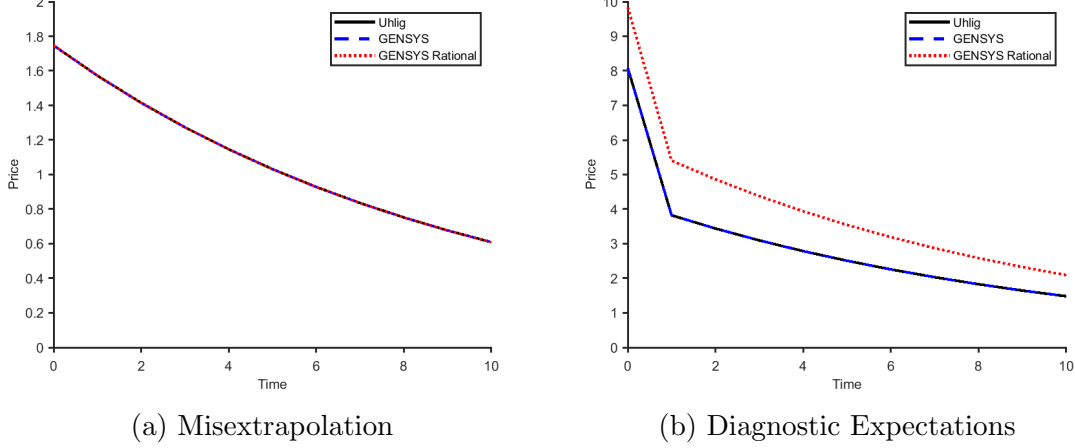 2
1.8
1.6
1.4
1.2
1
0.8
0.6
0.4
0.2
0
Price
0 2 4 6 8 10
Time
Uhlig
GENSYS
GENSYS Rational
(a) Misextrapolation
10
9
8
7
6
5
4
3
2
1
0
Price
0 2 4 6 8 10
Time
Uhlig
GENSYS
GENSYS Rational
(b) Diagnostic Expectations